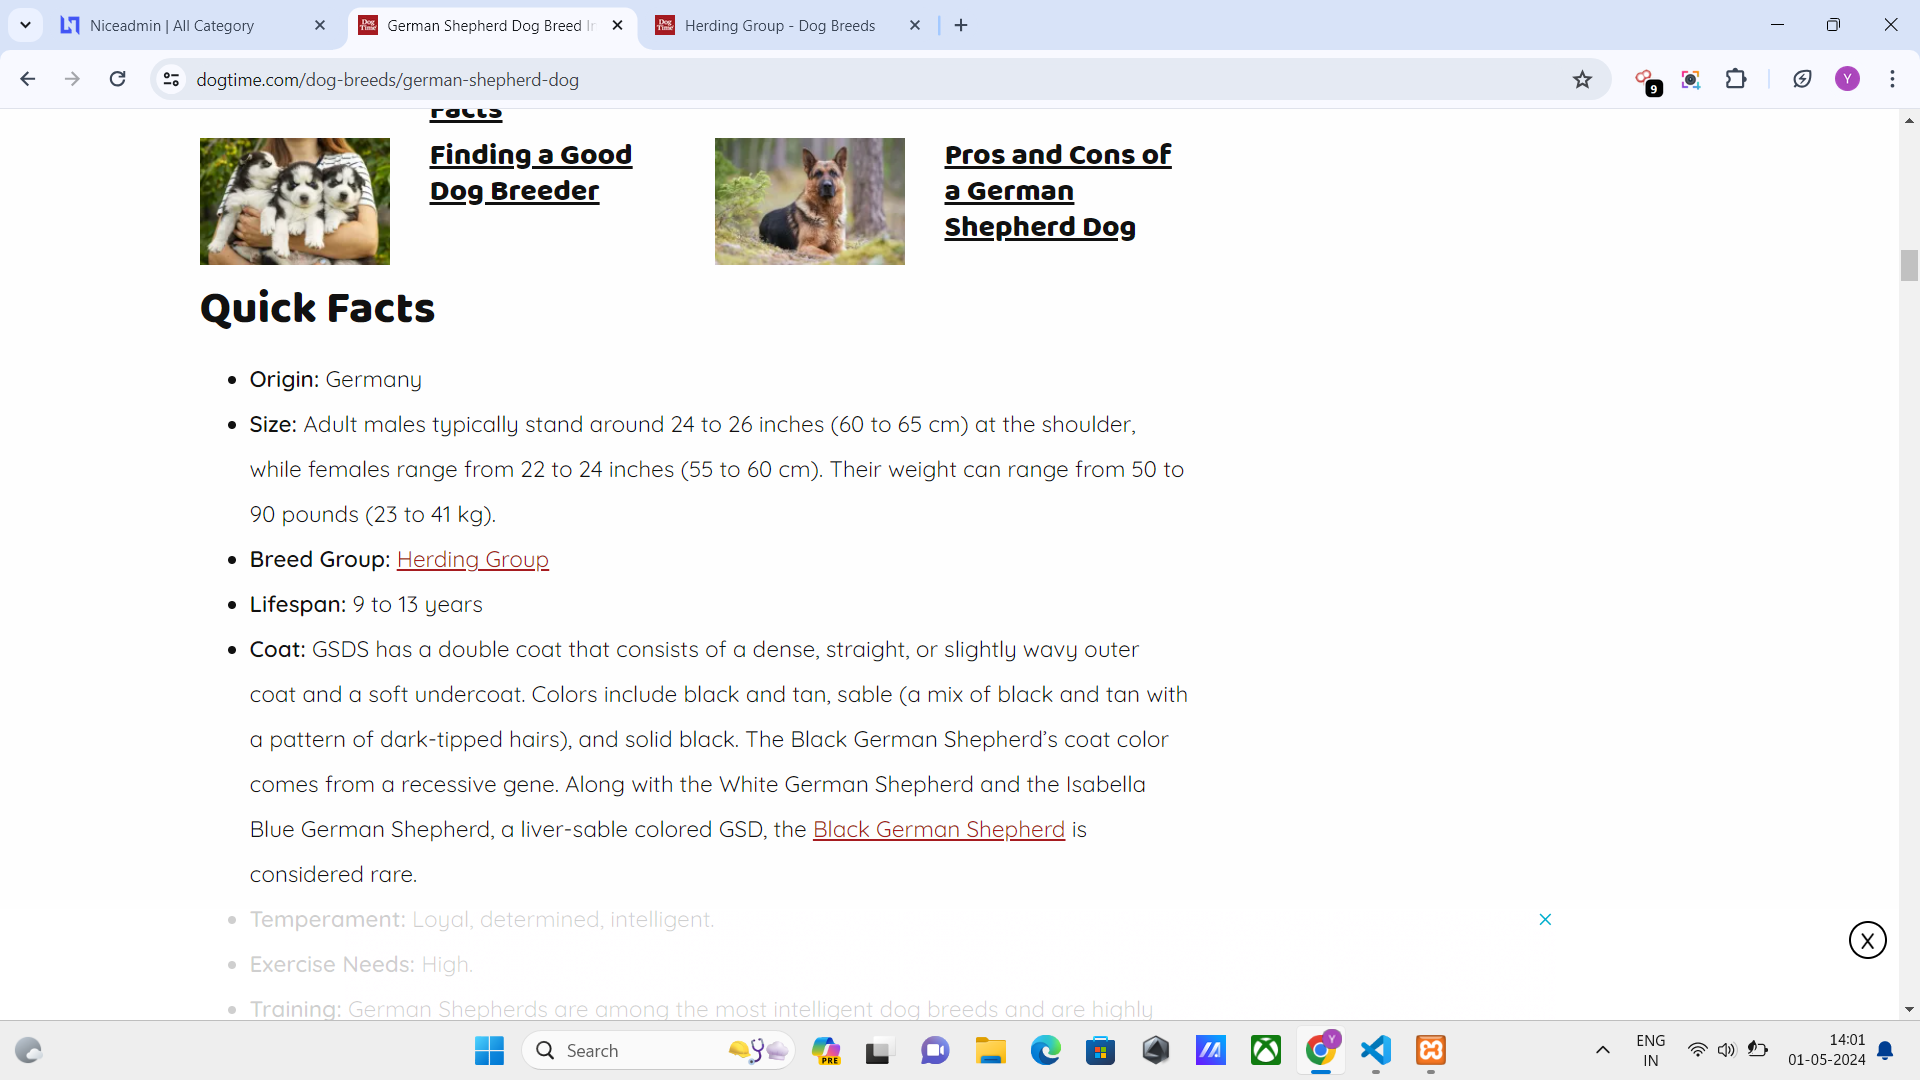 Niceadmin | All Category
German Shepherd Dog Breed In
Herding Group - Dog Breeds
dogtime.com/dog-breeds/german-shepherd-dog
9
Y
Facts
Finding a Good
Dog Breeder
Pros and Cons of
a German
Shepherd Dog
Quick Facts
Origin: Germany
Size: Adult males typically stand around 24 to 26 inches (60 to 65 cm) at the shoulder,
while females range from 22 to 24 inches (55 to 60 cm). Their weight can range from 50 to
90 pounds (23 to 41 kg).
Breed Group: Herding Group
Lifespan: 9 to 13 years
Coat: GSDS has a double coat that consists of a dense, straight, or slightly wavy outer
coat and a soft undercoat. Colors include black and tan, sable (a mix of black and tan with
a pattern of dark-tipped hairs), and solid black. The Black German Shepherd’s coat color
comes from a recessive gene. Along with the White German Shepherd and the Isabella
Blue German Shepherd, a liver-sable colored GSD, the Black German Shepherd is
considered rare.
Temperament: Loyal, determined, intelligent.
Exercise Needs: High.
Training: German Shepherds are among the most intelligent dog breeds and are highly
X
Search
PRE
Y
ENG
IN
14:01
01-05-2024